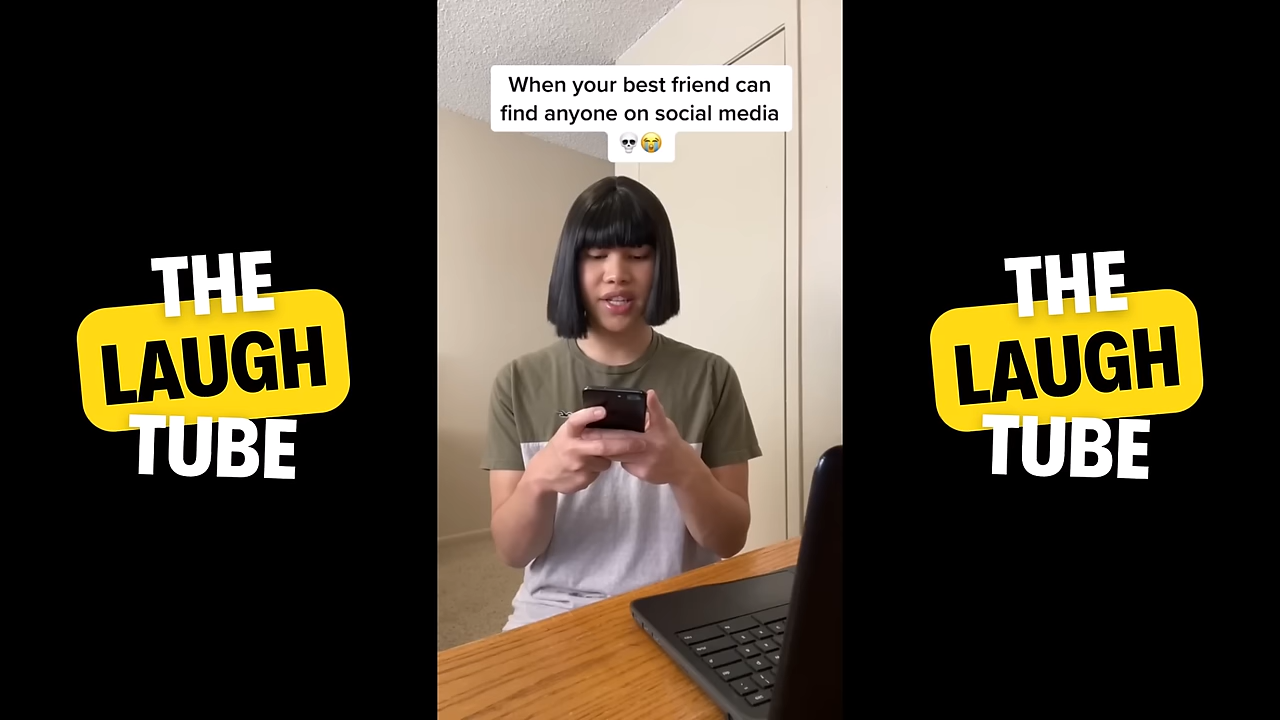 When your best friend can
find anyone on social media
💀😭
THE
LAUGH
TUBE
THE
LAUGH
TUBE